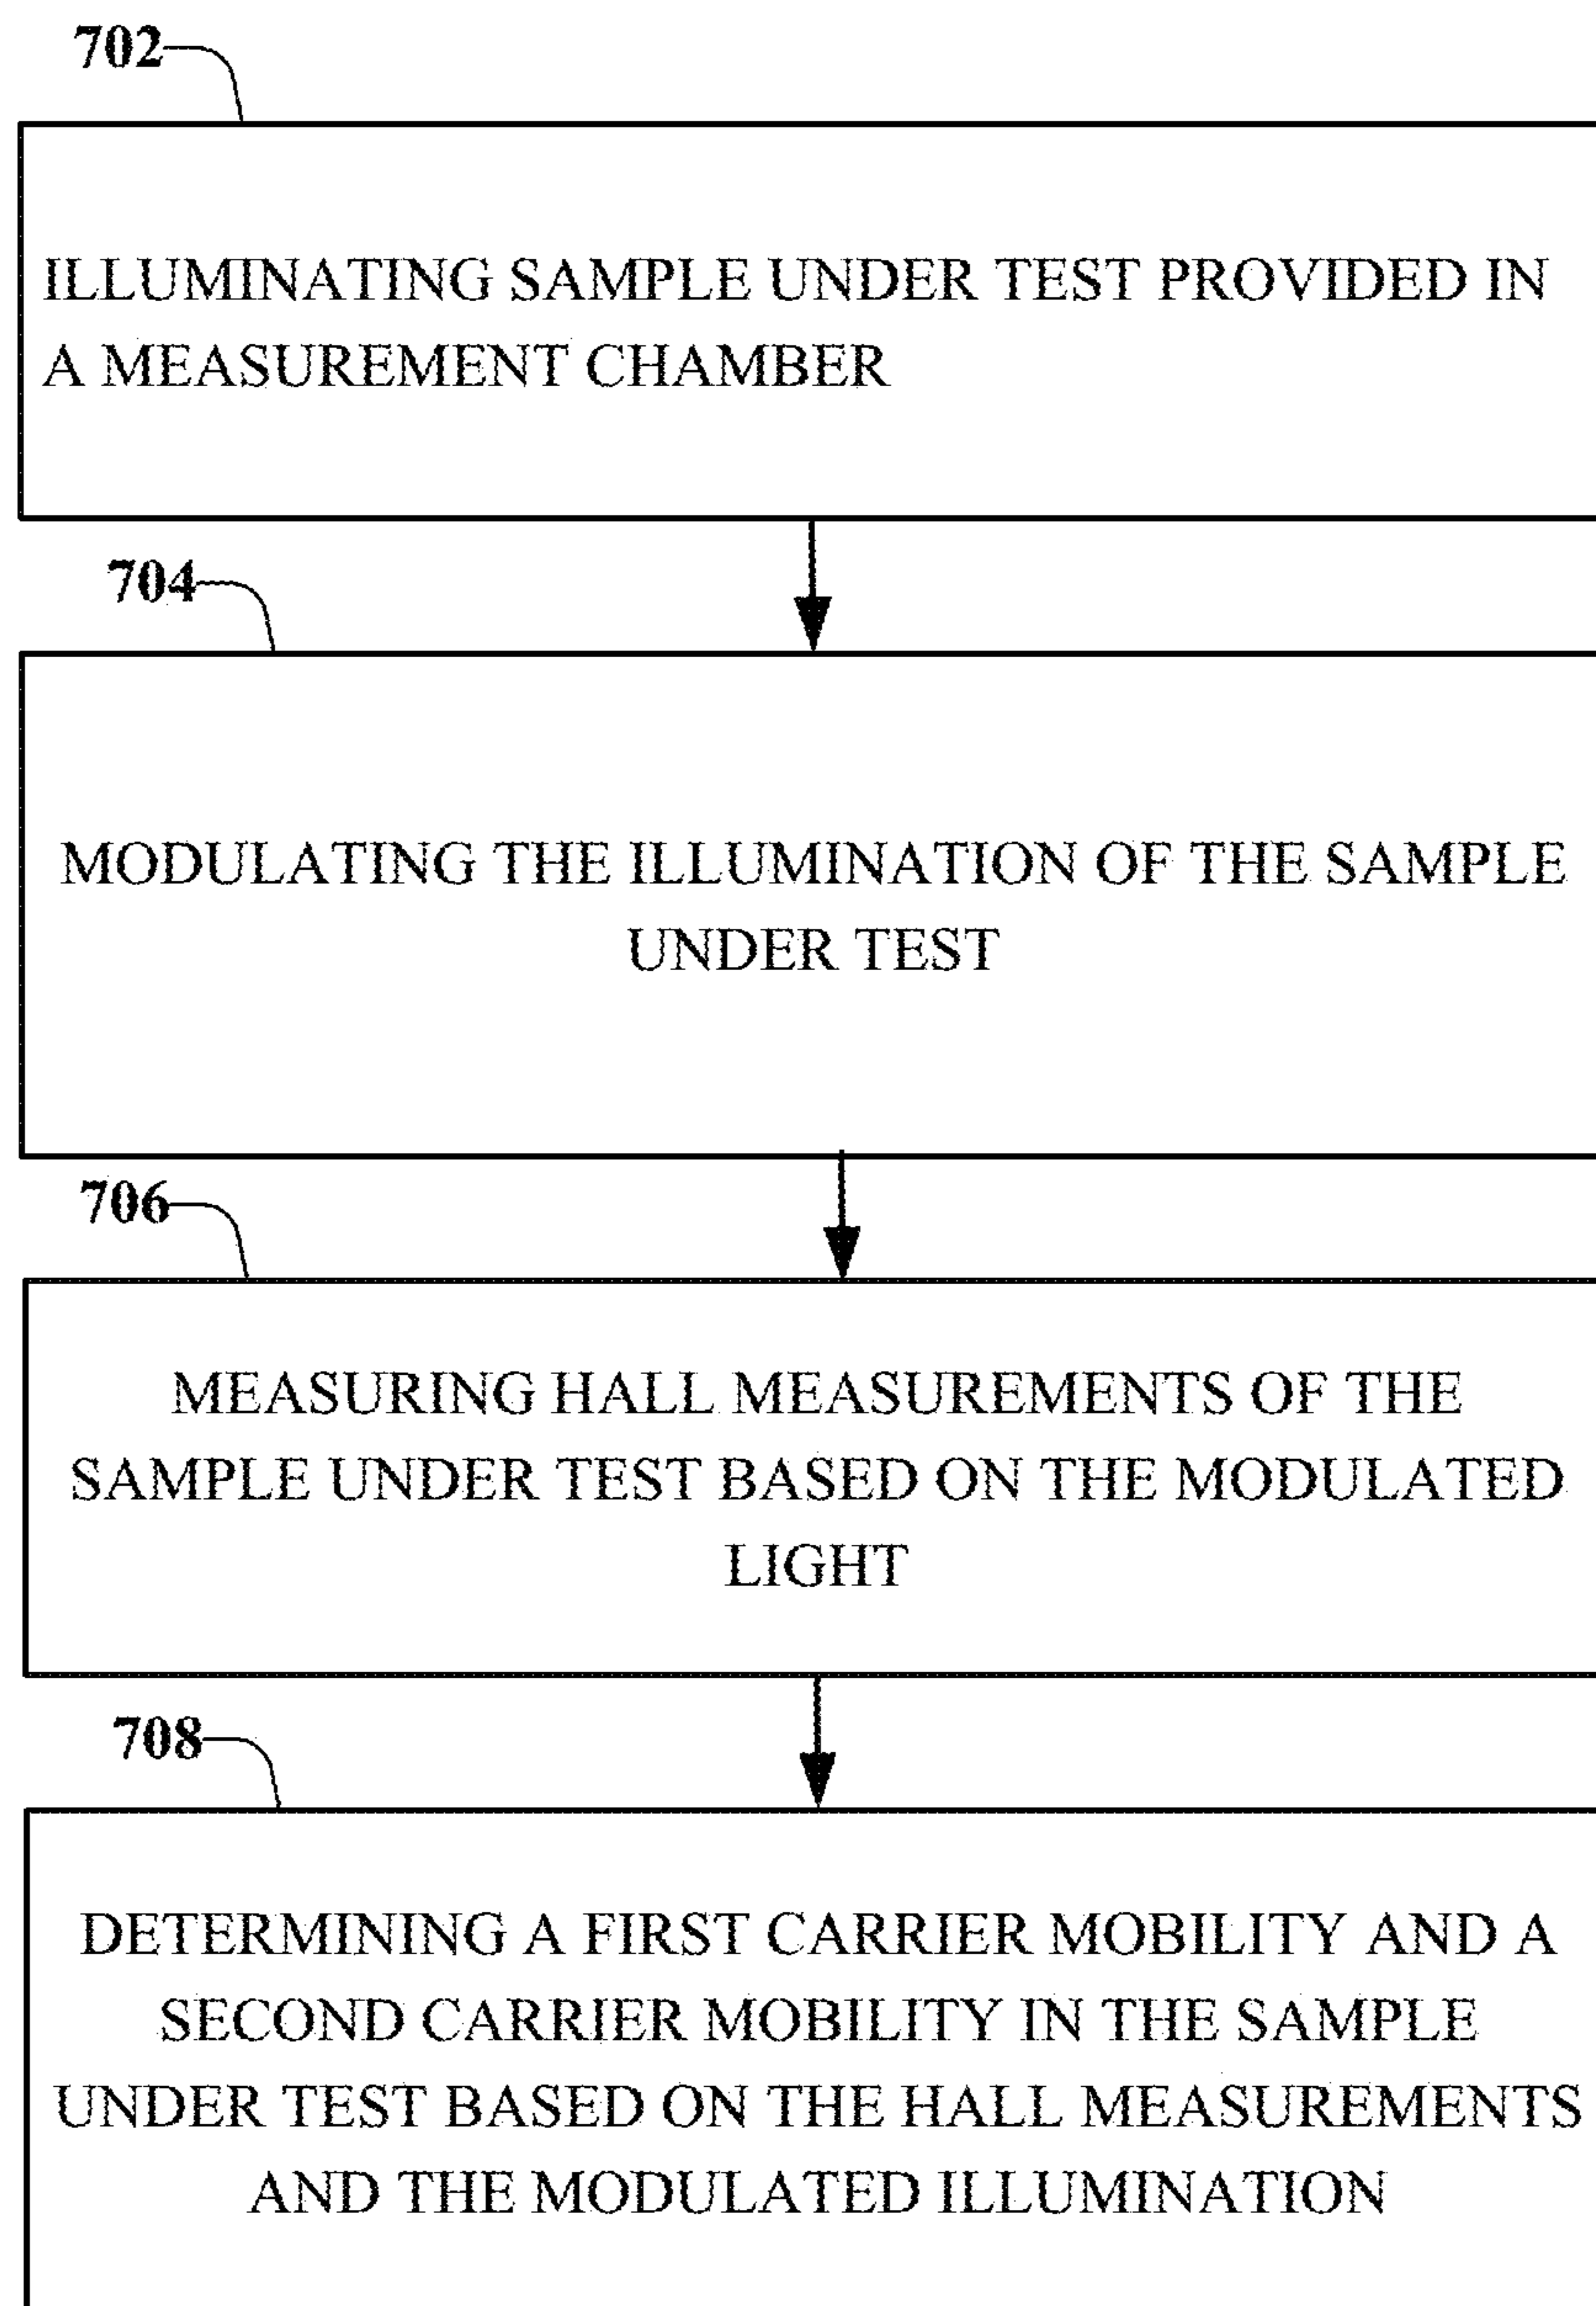 702
ILLUMINATING SAMPLE UNDER TEST PROVIDED IN
A MEASUREMENT CHAMBER
704
MODULATING THE ILLUMINATION OF THE SAMPLE
UNDER TEST
706
MEASURING HALL MEASUREMENTS OF THE
SAMPLE UNDER TEST BASED ON THE MODULATED
LIGHT
708
DETERMINING A FIRST CARRIER MOBILITY AND A
SECOND CARRIER MOBILITY IN THE SAMPLE
UNDER TEST BASED ON THE HALL MEASUREMENTS
AND THE MODULATED ILLUMINATION